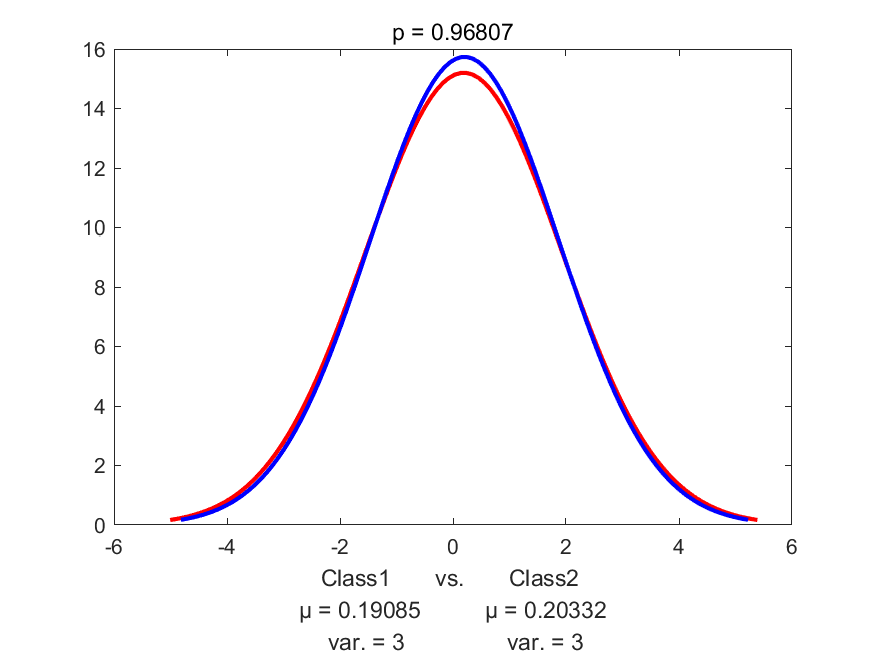 p = 0.96807
16
14
12
10
8
6
4
2
0
-6 -4 -2 0 2 4 6
Class1 vs. Class2
μ = 0.19085 μ = 0.20332
var. = 3 var. = 3